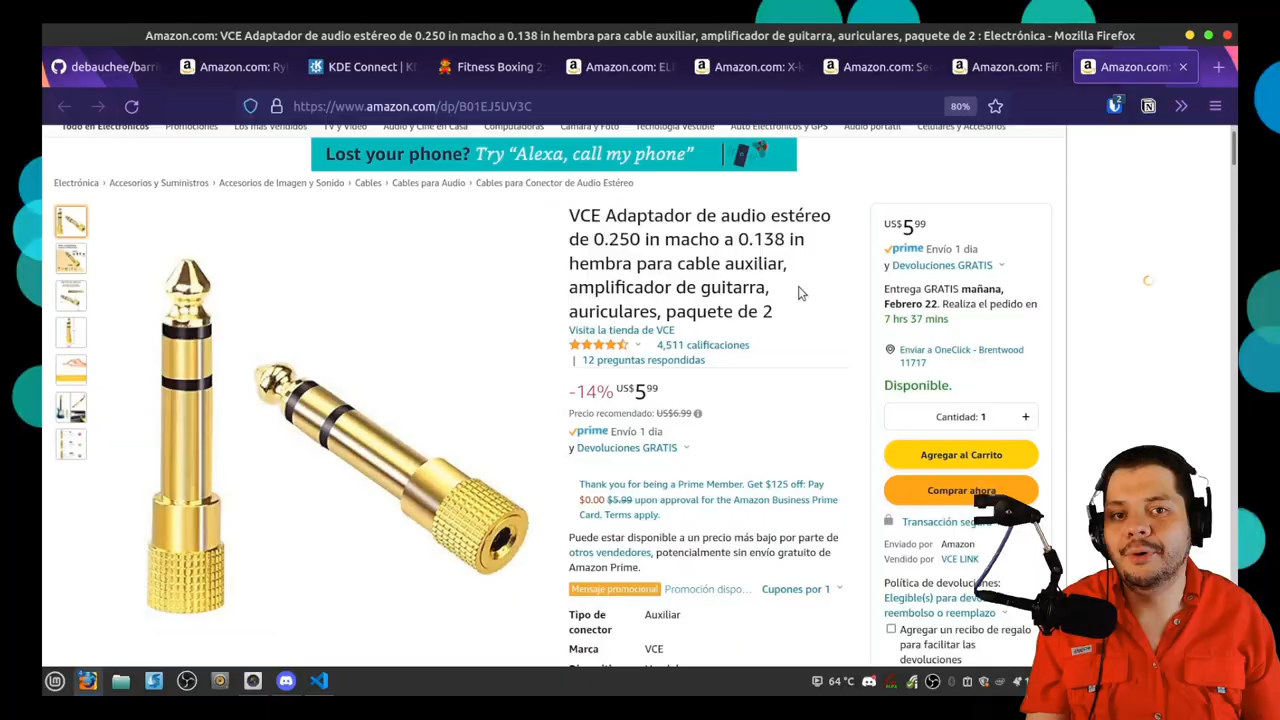 Amazon.com: VCE Adaptador de audio estéreo de 0.250 in macho a 0.138 in hembra para cable auxiliar, amplificador de guitarra, auriculares, paquete de 2 : Electrónica - Mozilla Firefox
debauchee/barri
Amazon.com: Ry
KDE Connect | K
Fitness Boxing 2
Amazon.com: EL
Amazon.com: X-k
Amazon.com: Se
Amazon.com: Fif
Amazon.com:
https://www.amazon.com/dp/B01EJ5UV3C
80%
2
Todo en Electrónicos
Promociones
Los más Vendidos
TV y Video
Audio y Cine en Casa
Computadoras
Cámara y Foto
Tecnología Vestible
Auto Electrónicos y GPS
Audio portátil
Celulares y Accesorios
Lost your phone? Try “Alexa, call my phone”
Electrónica › Accesorios y Suministros › Accesorios de Imagen y Sonido › Cables › Cables para Audio › Cables para Conector de Audio Estéreo
VCE Adaptador de audio estéreo
de 0.250 in macho a 0.138 in
hembra para cable auxiliar,
amplificador de guitarra,
auriculares, paquete de 2
Visita la tienda de VCE
4,511 calificaciones
| 12 preguntas respondidas
-14% US$5 99
Precio recomendado: US$6.99
prime Envío 1 dia
y Devoluciones GRATIS
Thank you for being a Prime Member. Get $125 off: Pay
$0.00 $5.99 upon approval for the Amazon Business Prime
Card. Terms apply.
Puede estar disponible a un precio más bajo por parte de
otros vendedores, potencialmente sin envío gratuito de
Amazon Prime.
Mensaje promocional Promoción dispo... Cupones por 1
Tipo de
conector
Auxiliar
Marca
VCE
US$5 99
prime Envío 1 dia
y Devoluciones GRATIS
Entrega GRATIS mañana,
Febrero 22. Realiza el pedido en
7 hrs 37 mins
Enviar a OneClick - Brentwood
11717
Disponible.
Cantidad: 1
+
Agregar al Carrito
Comprar ahora
Transacción segu
Enviado por Amazon
Vendido por VCE LINK
Política de devoluciones:
Elegible(s) para devo
reembolso o reemplazo
Agregar un recibo de regalo
para facilitar las
devoluciones
64 °C